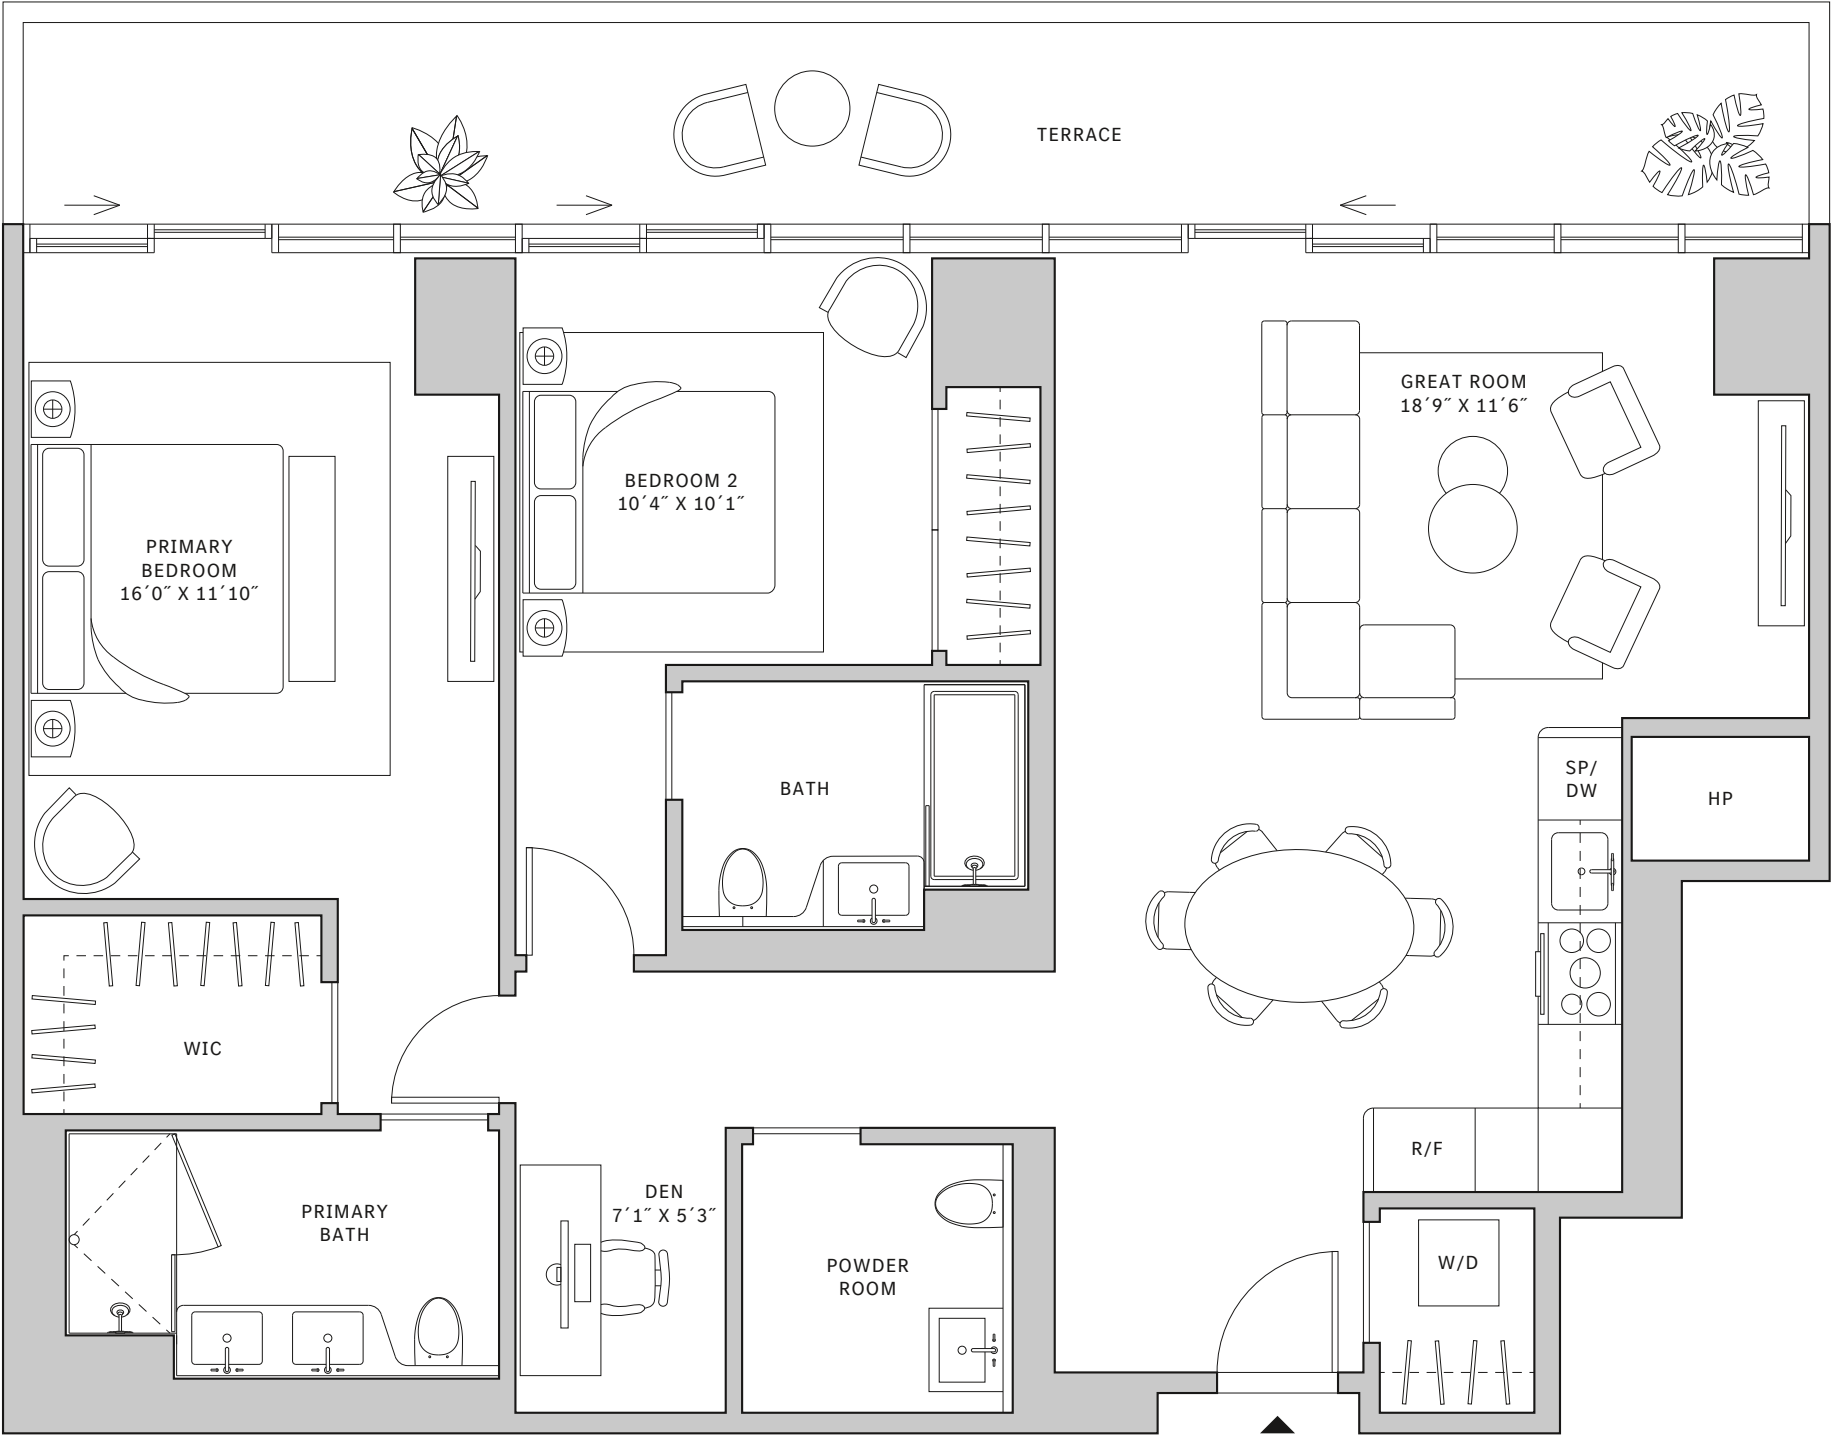 TERRACE
GREAT ROOM
18´9˝ X 11´6˝
BEDROOM 2
10´4˝ X 10´1˝
PRIMARY
BEDROOM
16´0˝ X 11´10˝
SP/
DW
HP
BATH
WIC
R/F
DEN
7´1˝ X 5´3˝
PRIMARY
BATH
POWDER
ROOM
W/D